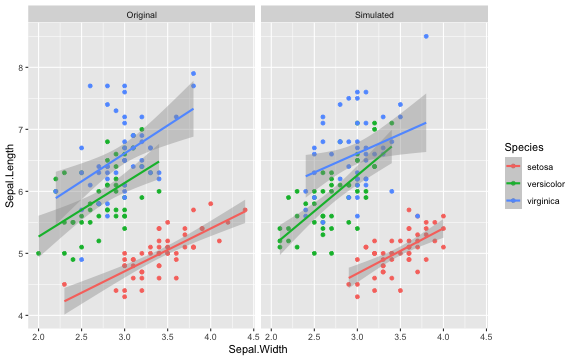 Original Simulated
Sepal.Length
8
7
6
5
4
2.0 2.5 3.0 3.5 4.0 4.5 2.0 2.5 3.0 3.5 4.0 4.5
Sepal.Width
Species
setosa
versicolor
virginica